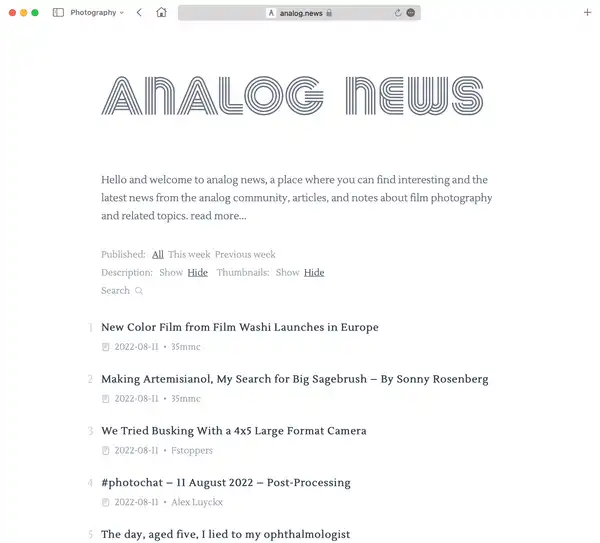 Photography
A analog.news
ANALOG NEWS
Hello and welcome to analog news, a place where you can find interesting and the
latest news from the analog community, articles, and notes about film photography
and related topics. read more...
Published: All This week Previous week
Description: Show Hide Thumbnails: Show Hide
Search
1 New Color Film from Film Washi Launches in Europe
2022-08-11 • 35mmc
2 Making Artemisianol, My Search for Big Sagebrush – By Sonny Rosenberg
2022-08-11 • 35mmc
3 We Tried Busking With a 4x5 Large Format Camera
2022-08-11 • Fstoppers
4 #photochat – 11 August 2022 – Post-Processing
2022-08-11 • Alex Luyckx
5 The day, aged five, I lied to my ophthalmologist